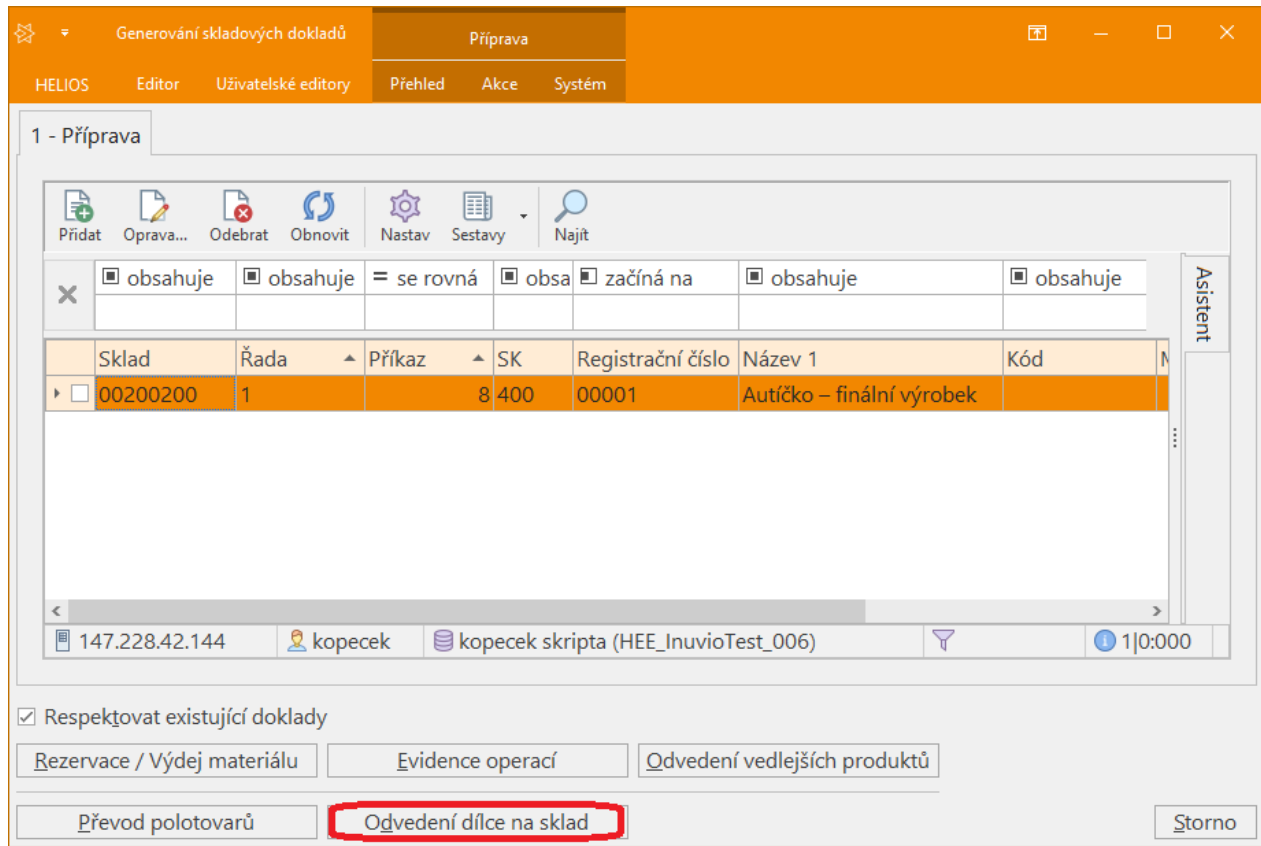 Generování skladových dokladů Příprava
HELIOS Editor Uživatelské editory Přehled Akce Systém
1 - Příprava
Přidat Oprava... Odebrat Obnovit Nastav Sestavy Najít
obsahuje obsahuje = se rovná obsa začíná na obsahuje obsahuje
Asistent
Sklad Řada Příkaz SK Registrační číslo Název 1 Kód
00200200 1 8 400 00001 Autíčko – finální výrobek
147.228.42.144 kopecek kopecek skripta (HEE_InuvioTest_006) 1|0:000
Respektovat existující doklady
Rezervace / Výdej materiálu Evidence operací Odvedení vedlejších produktů
Převod polotovarů Odvedení dílce na sklad Storno